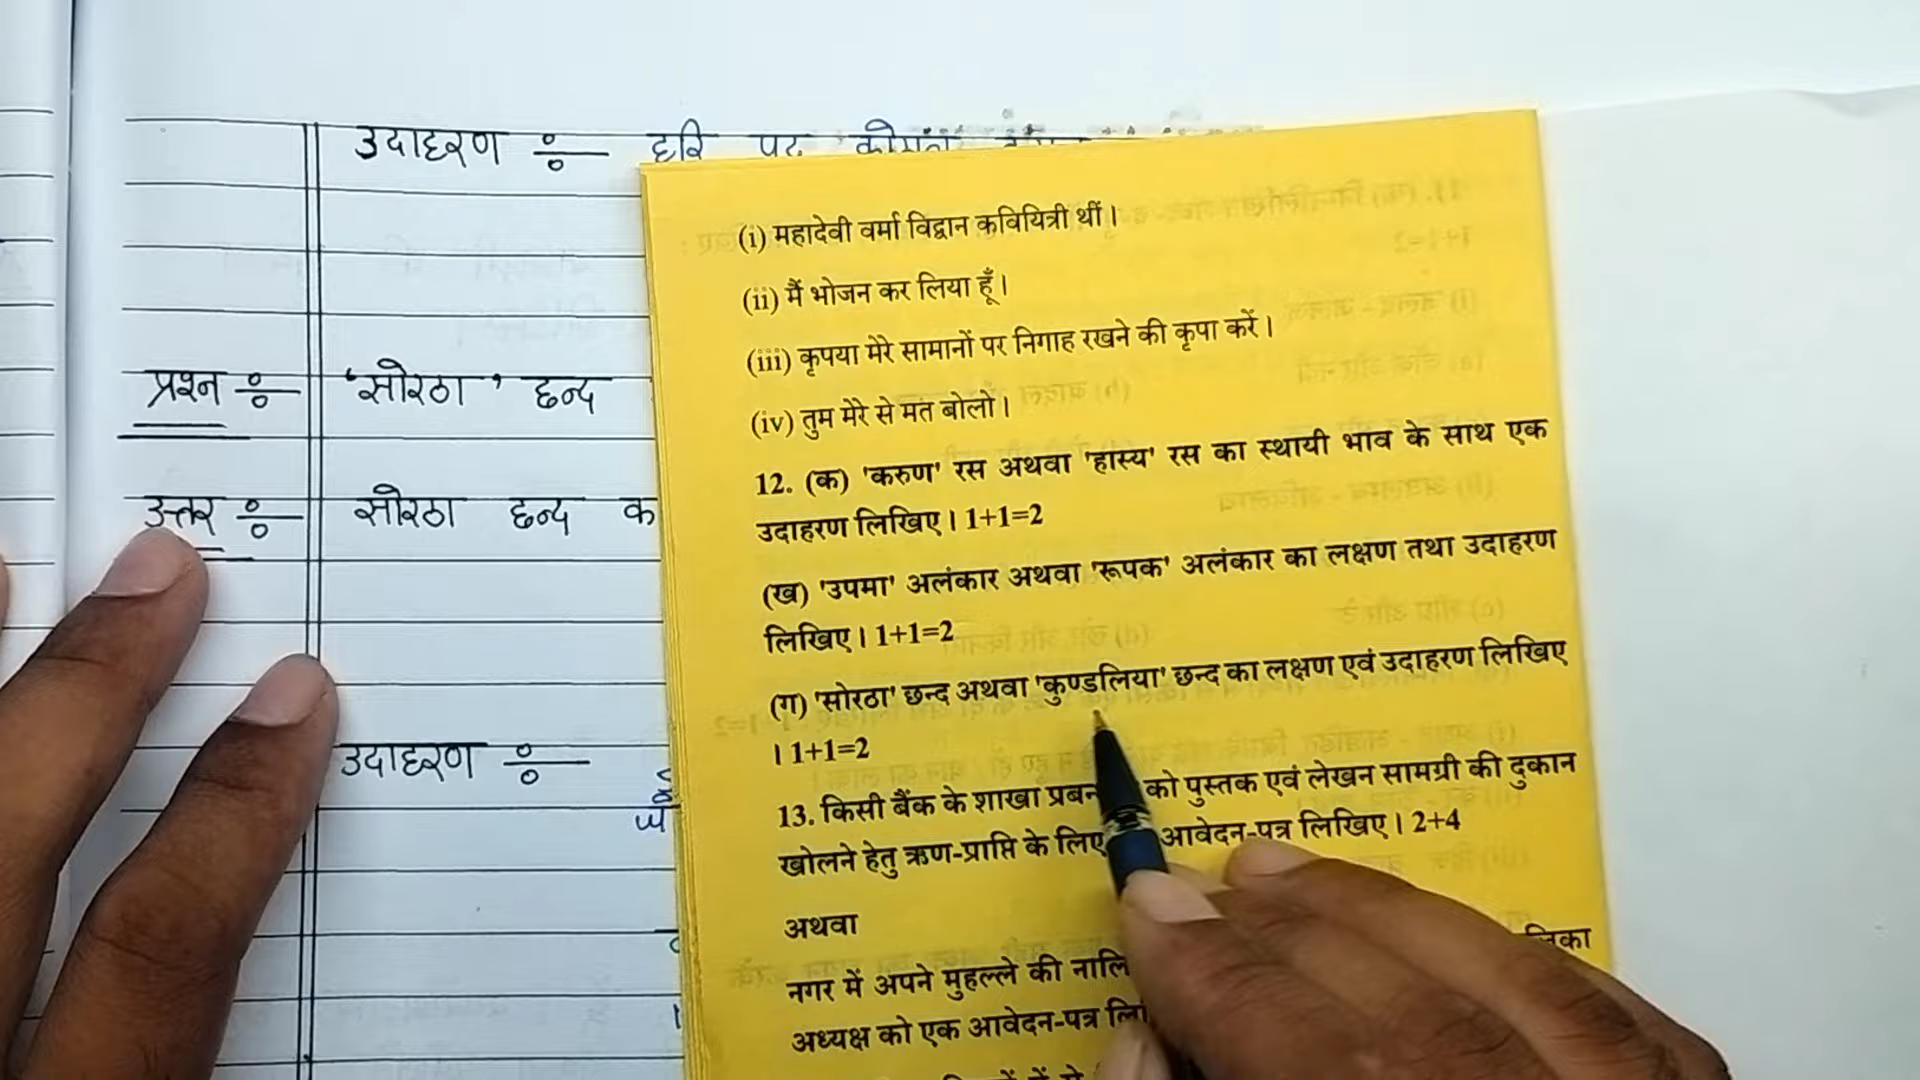 उदाहरण ÷ हरि पद कोमल
प्रश्न ÷ 'सोरठा' छन्द
उत्तर ÷ सोरठा छन्द क
उदाहरण ÷
(i) महादेवी वर्मा विद्वान कवियित्री थीं।
(ii) मैं भोजन कर लिया हूँ।
(iii) कृपया मेरे सामानों पर निगाह रखने की कृपा करें।
(iv) तुम मेरे से मत बोलो।
12. (क) 'करुण' रस अथवा 'हास्य' रस का स्थायी भाव के साथ एक
उदाहरण लिखिए। 1+1=2
(ख) 'उपमा' अलंकार अथवा 'रूपक' अलंकार का लक्षण तथा उदाहरण
लिखिए। 1+1=2
(ग) 'सोरठा' छन्द अथवा 'कुण्डलिया' छन्द का लक्षण एवं उदाहरण लिखिए
। 1+1=2
13. किसी बैंक के शाखा को पुस्तक एवं लेखन सामग्री की दुकान
खोलने हेतु ऋण-प्राप्ति के लिए आवेदन-पत्र लिखिए। 2+4
अथवा
नगर में अपने मुहल्ले की
अध्यक्ष को एक आवेदन-पत्र